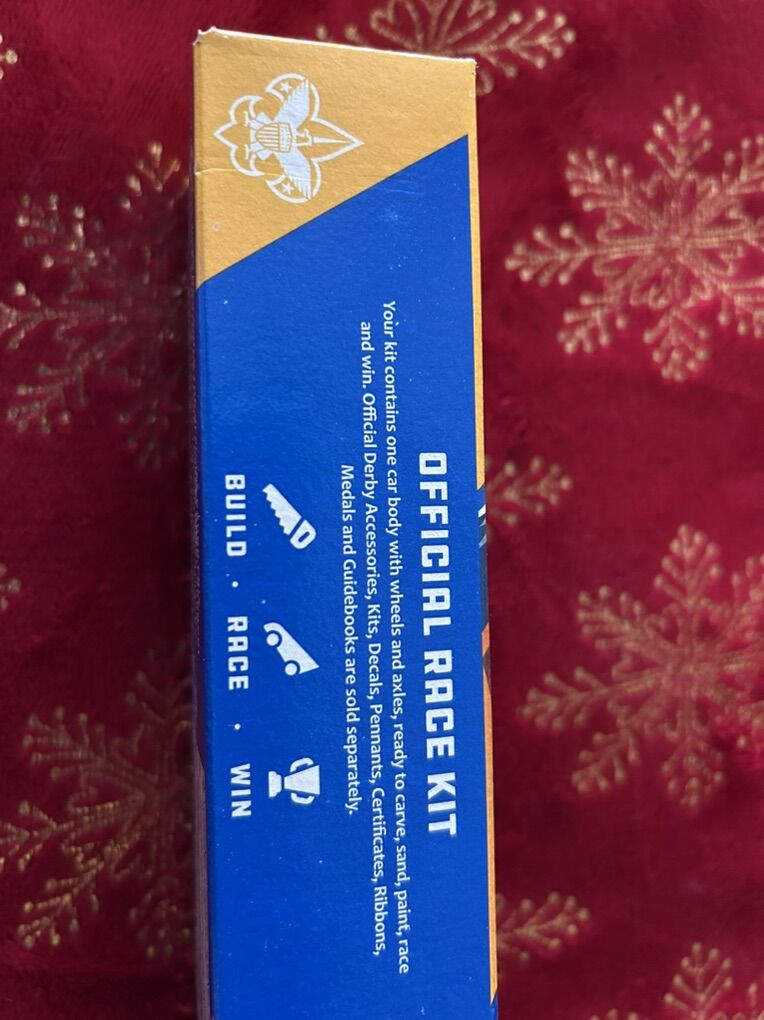 OFFICIAL RACE KIT
Your kit contains one car body with wheels and axles, ready to carve, sand, paint, race
and win. Official Derby Accessories, Kits, Decals, Pennants, Certificates, Ribbons,
Medals and Guidebooks are sold separately.
BUILD · RACE · WIN